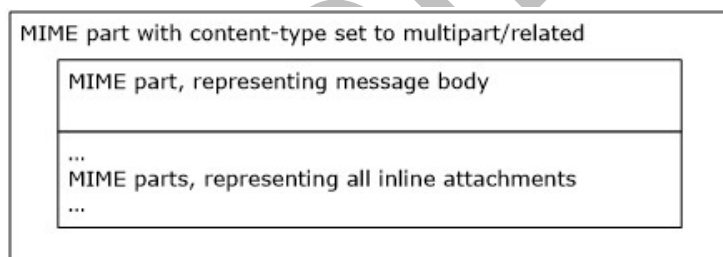 MIME part with content-type set to multipart/related
MIME part, representing message body
...
MIME parts, representing all inline attachments
...